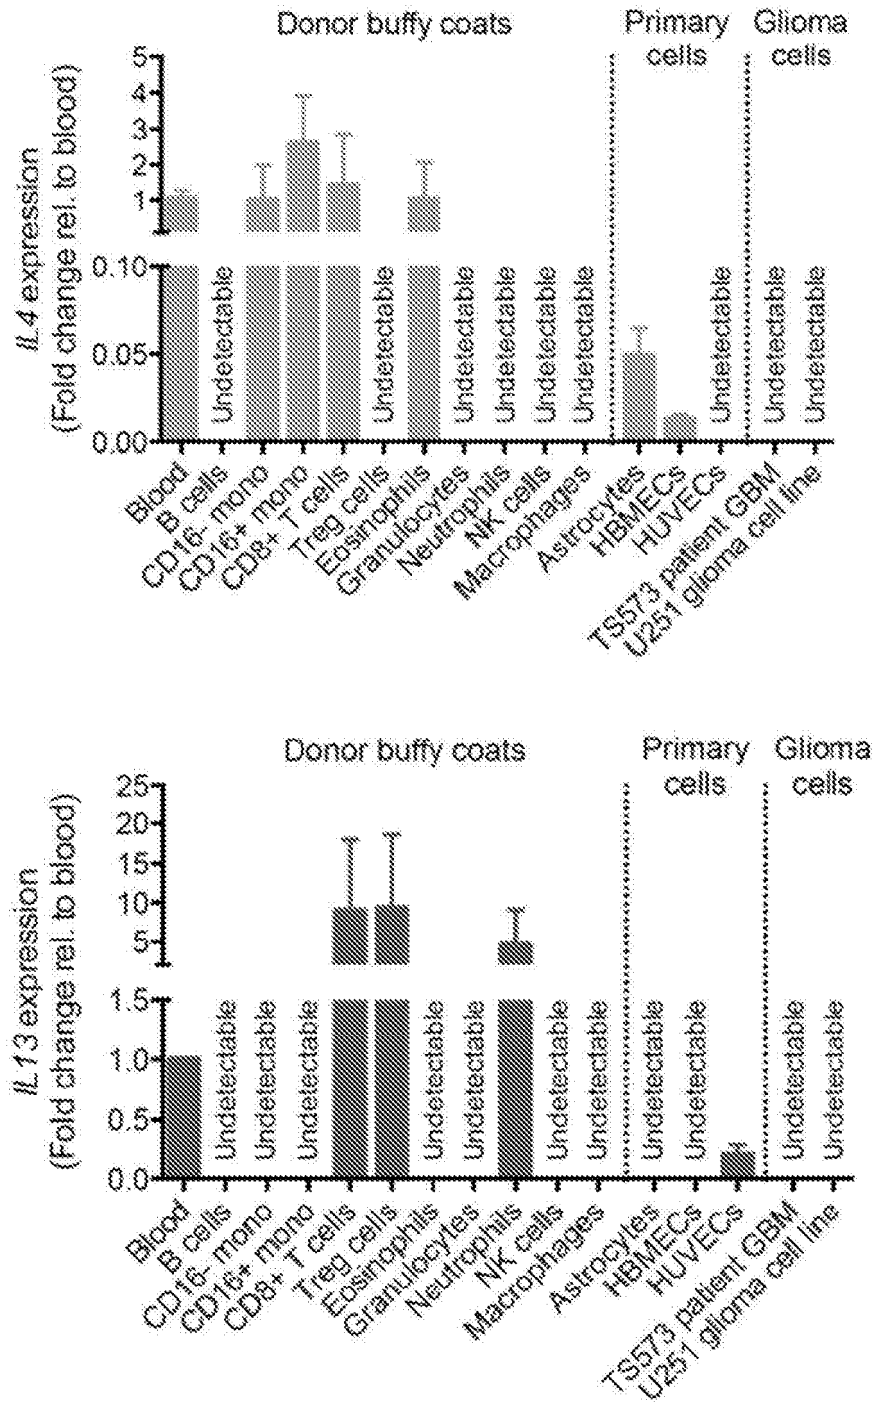 Donor buffy coats
Primary cells
Glioma cells
IL4 expression
(Fold change rel. to blood)
5
4
3
2
1
0.10
0.05
0.00
Undetectable
Undetectable
Undetectable
Undetectable
Undetectable
Undetectable
Undetectable
Undetectable
Undetectable
Blood
B cells
CD16- mono
CD16+ mono
CD8+ T cells
Treg cells
Eosinophils
Granulocytes
Neutrophils
NK cells
Macrophages
Astrocytes
HBMECs
HUVECs
TS573 patient GBM
U251 glioma cell line
Donor buffy coats
Primary cells
Glioma cells
IL13 expression
(Fold change rel. to blood)
25
20
15
10
5
1.5
1.0
0.5
0.0
Undetectable
Undetectable
Undetectable
Undetectable
Undetectable
Undetectable
Undetectable
Undetectable
Undetectable
Undetectable
Undetectable
Blood
B cells
CD16- mono
CD16+ mono
CD8+ T cells
Treg cells
Eosinophils
Granulocytes
Neutrophils
NK cells
Macrophages
Astrocytes
HBMECs
HUVECs
TS573 patient GBM
U251 glioma cell line